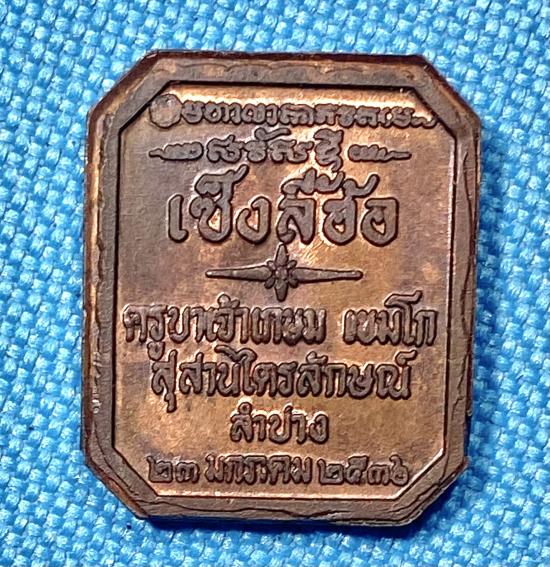 เซ็งลี้ฮ้อ
ครูบาเจ้าเกษม เขมโก
สุสานไตรลักษณ์
ลำปาง
๒๓ มกราคม ๒๕๓๖